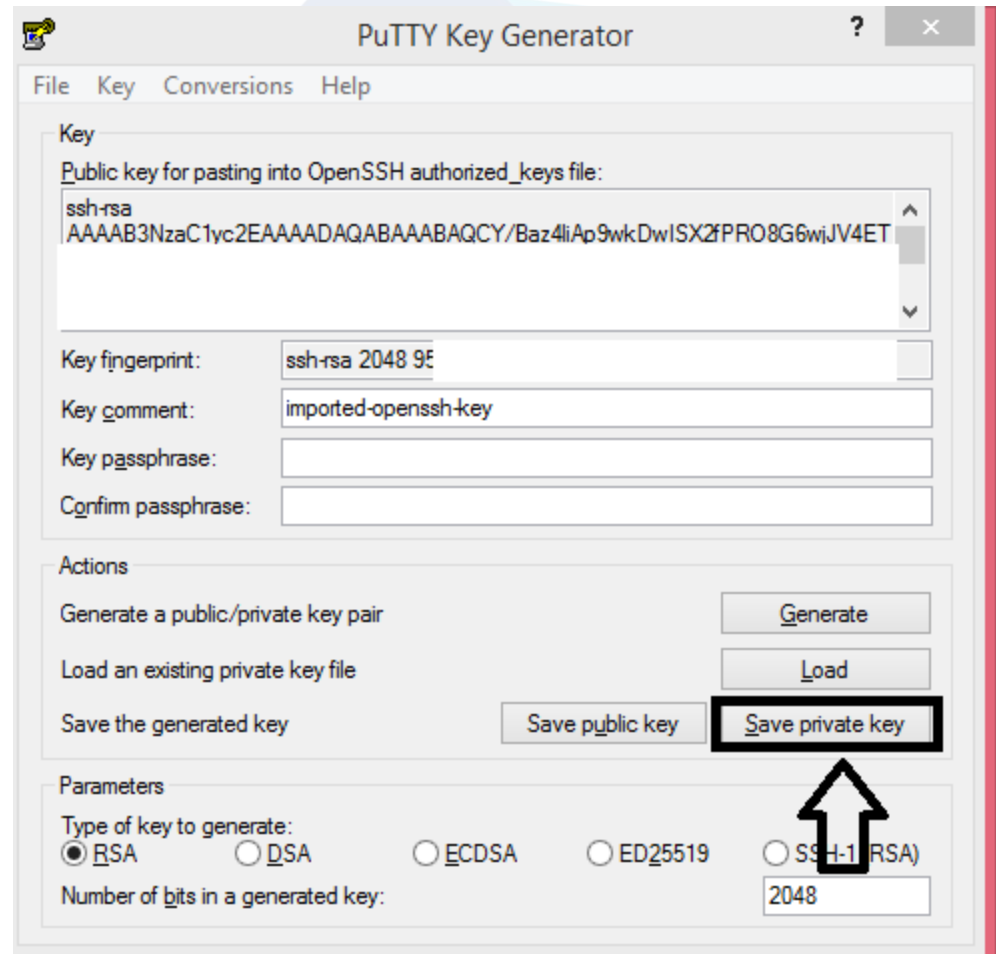 PuTTY Key Generator
?
×
File Key Conversions Help
Key
Public key for pasting into OpenSSH authorized_keys file:
ssh-rsa
AAAAB3NzaC1yc2EAAAADAQABAAABAQCY/Baz4liAp9wkDwISX2fPRO8G6wjJV4ET
Key fingerprint: ssh-rsa 2048 95
Key comment: imported-openssh-key
Key passphrase:
Confirm passphrase:
Actions
Generate a public/private key pair Generate
Load an existing private key file Load
Save the generated key Save public key Save private key
Parameters
Type of key to generate:
RSA DSA ECDSA ED25519 SSH-1 (RSA)
Number of bits in a generated key: 2048